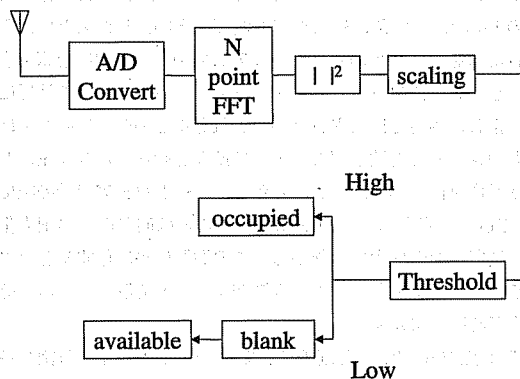 A/D
Convert
N
point
FFT
| |²
scaling
High
occupied
Threshold
available
blank
Low